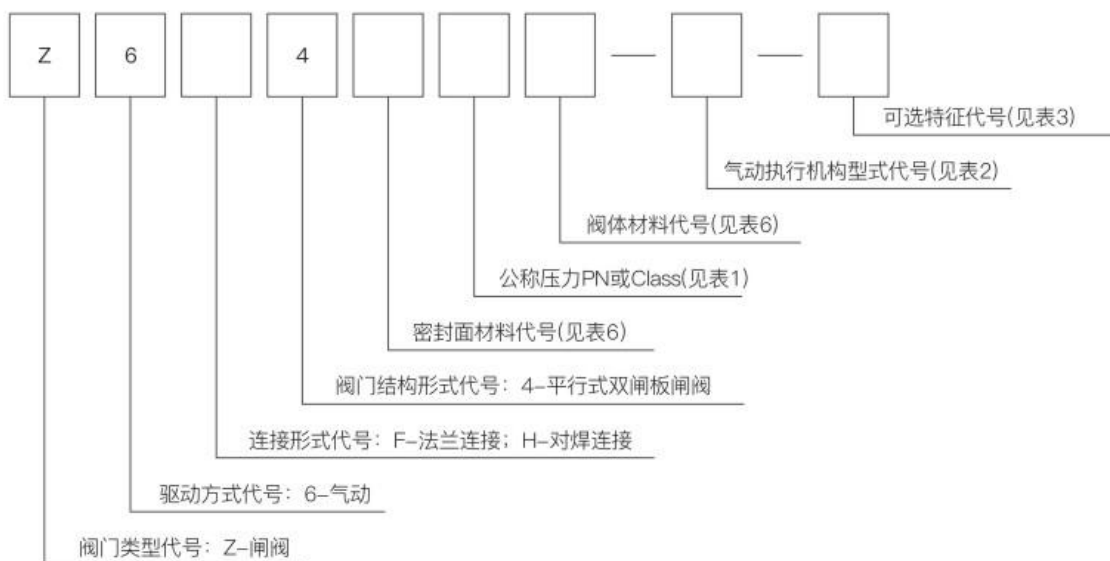 Z 6 4 — —
可选特征代号(见表3)
气动执行机构型式代号(见表2)
阀体材料代号(见表6)
公称压力PN或Class(见表1)
密封面材料代号(见表6)
阀门结构形式代号：4–平行式双闸板闸阀
连接形式代号：F–法兰连接；H–对焊连接
驱动方式代号：6–气动
阀门类型代号：Z–闸阀